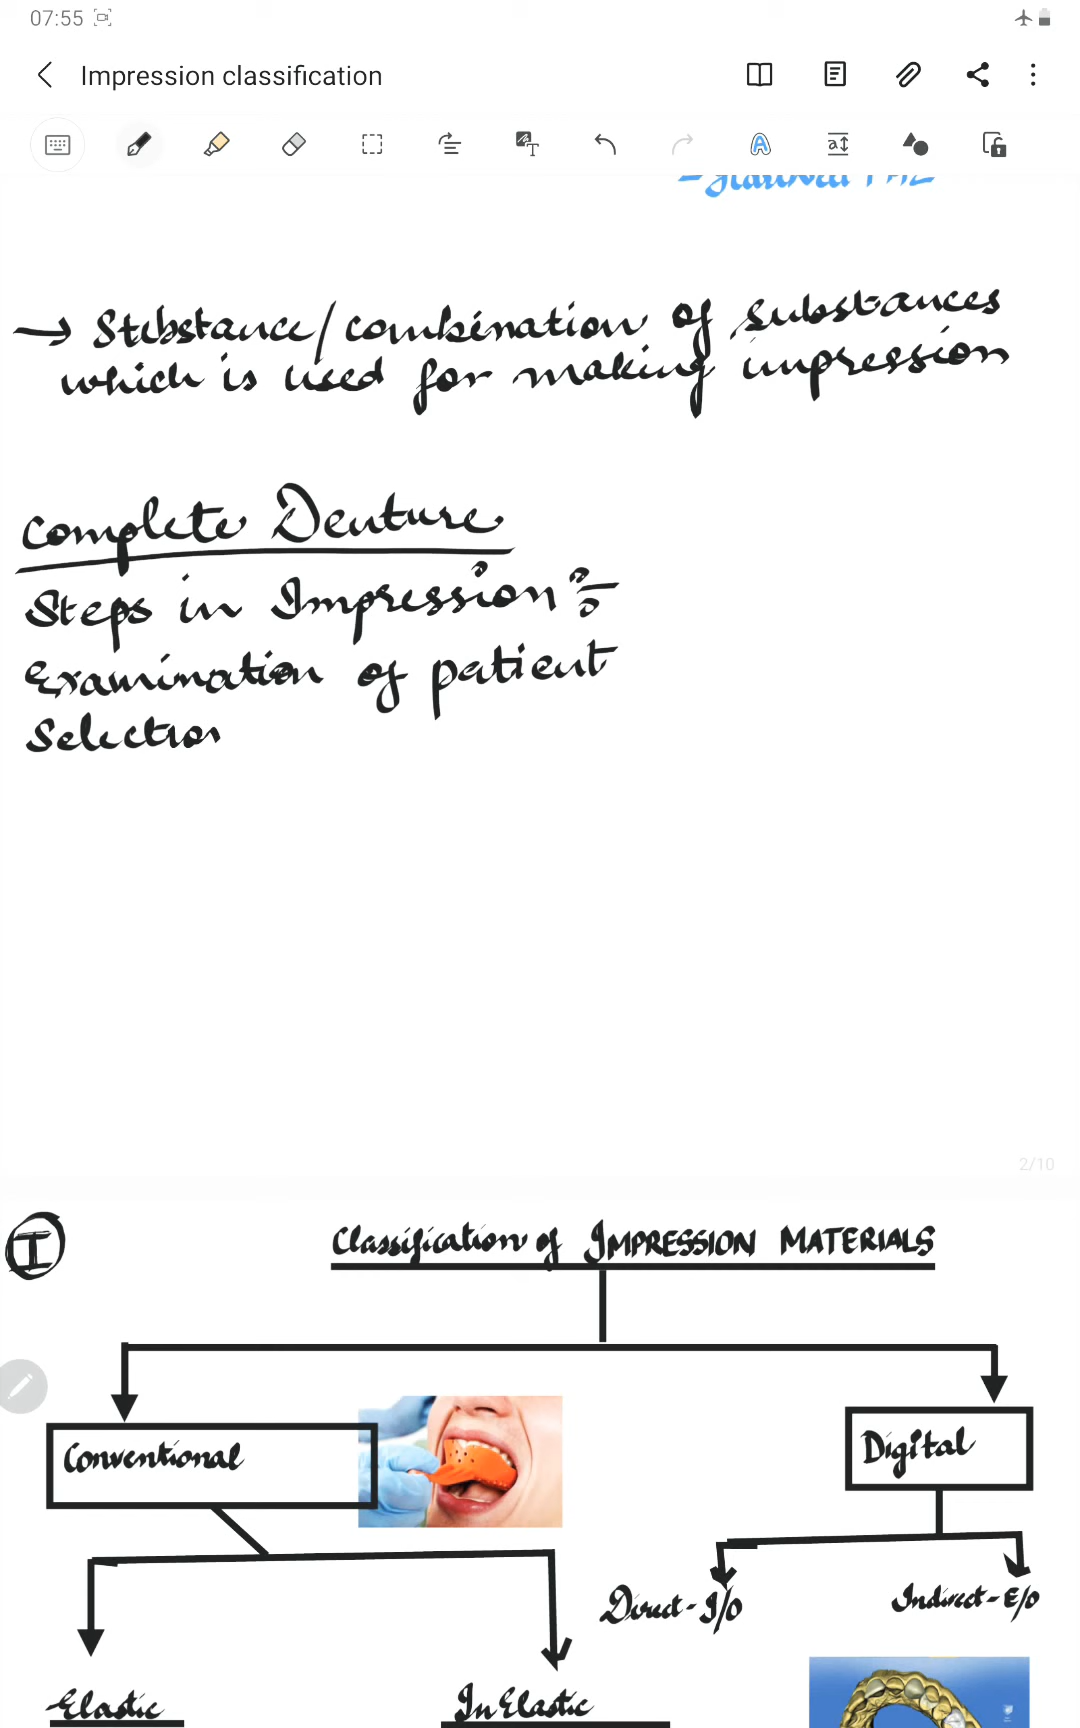 07:55
Impression classification
→ Substance/combination of substances
which is used for making impression
Complete Denture
Steps in Impression :-
Examination of patient
Selection
2/10
I
Classification of IMPRESSION MATERIALS
Conventional
Digital
Direct - I/O
Indirect - E/O
Elastic
InElastic